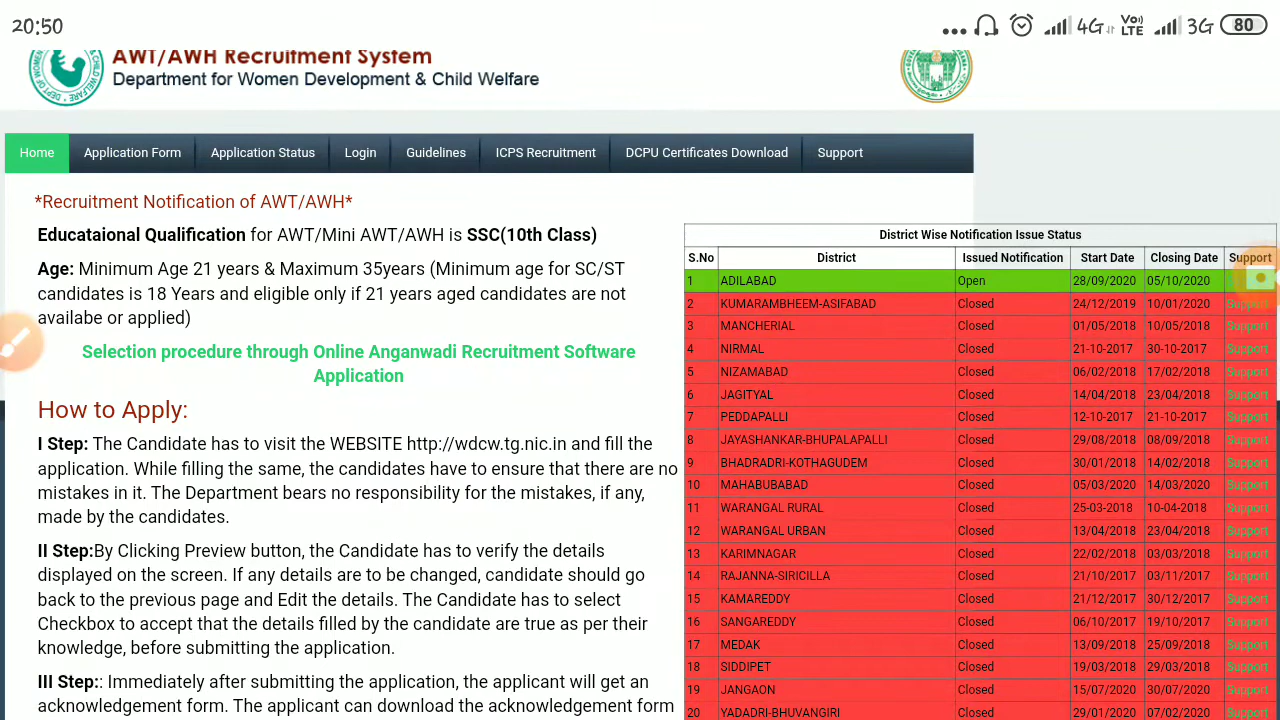 20:50
4G
Vo)) LTE
3G
80
AWT/AWH Recruitment System
Department for Women Development & Child Welfare
Home Application Form Application Status Login Guidelines ICPS Recruitment DCPU Certificates Download Support
*Recruitment Notification of AWT/AWH*
Educataional Qualification for AWT/Mini AWT/AWH is SSC(10th Class)
Age: Minimum Age 21 years & Maximum 35years (Minimum age for SC/ST
candidates is 18 Years and eligible only if 21 years aged candidates are not
availabe or applied)
Selection procedure through Online Anganwadi Recruitment Software
Application
How to Apply:
I Step: The Candidate has to visit the WEBSITE http://wdcw.tg.nic.in and fill the
application. While filling the same, the candidates have to ensure that there are no
mistakes in it. The Department bears no responsibility for the mistakes, if any,
made by the candidates.
II Step:By Clicking Preview button, the Candidate has to verify the details
displayed on the screen. If any details are to be changed, candidate should go
back to the previous page and Edit the details. The Candidate has to select
Checkbox to accept that the details filled by the candidate are true as per their
knowledge, before submitting the application.
III Step:: Immediately after submitting the application, the applicant will get an
acknowledgement form. The applicant can download the acknowledgement form
District Wise Notification Issue Status
S.No District Issued Notification Start Date Closing Date Support
1 ADILABAD Open 28/09/2020 05/10/2020
2 KUMARAMBHEEM-ASIFABAD Closed 24/12/2019 10/01/2020 Support
3 MANCHERIAL Closed 01/05/2018 10/05/2018 Support
4 NIRMAL Closed 21-10-2017 30-10-2017 Support
5 NIZAMABAD Closed 06/02/2018 17/02/2018 Support
6 JAGITYAL Closed 14/04/2018 23/04/2018 Support
7 PEDDAPALLI Closed 12-10-2017 21-10-2017 Support
8 JAYASHANKAR-BHUPALAPALLI Closed 29/08/2018 08/09/2018 Support
9 BHADRADRI-KOTHAGUDEM Closed 30/01/2018 14/02/2018 Support
10 MAHABUBABAD Closed 05/03/2020 14/03/2020 Support
11 WARANGAL RURAL Closed 25-03-2018 10-04-2018 Support
12 WARANGAL URBAN Closed 13/04/2018 23/04/2018 Support
13 KARIMNAGAR Closed 22/02/2018 03/03/2018 Support
14 RAJANNA-SIRICILLA Closed 21/10/2017 03/11/2017 Support
15 KAMAREDDY Closed 21/12/2017 30/12/2017 Support
16 SANGAREDDY Closed 06/10/2017 19/10/2017 Support
17 MEDAK Closed 13/09/2018 25/09/2018 Support
18 SIDDIPET Closed 19/03/2018 29/03/2018 Support
19 JANGAON Closed 15/07/2020 30/07/2020 Support
20 YADADRI-BHUVANGIRI Closed 29/01/2020 07/02/2020 Support